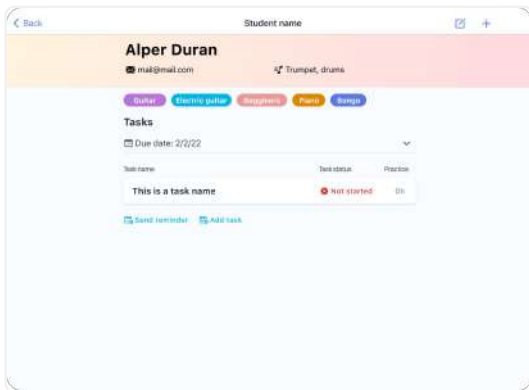 Back Student name
Alper Duran
mail@mail.com Trumpet, drums
Guitar Electric guitar Beginners Piano Bongo
Tasks
Due date: 2/2/22
Task name Task status Practice
This is a task name Not started 0h
Send reminder Add task